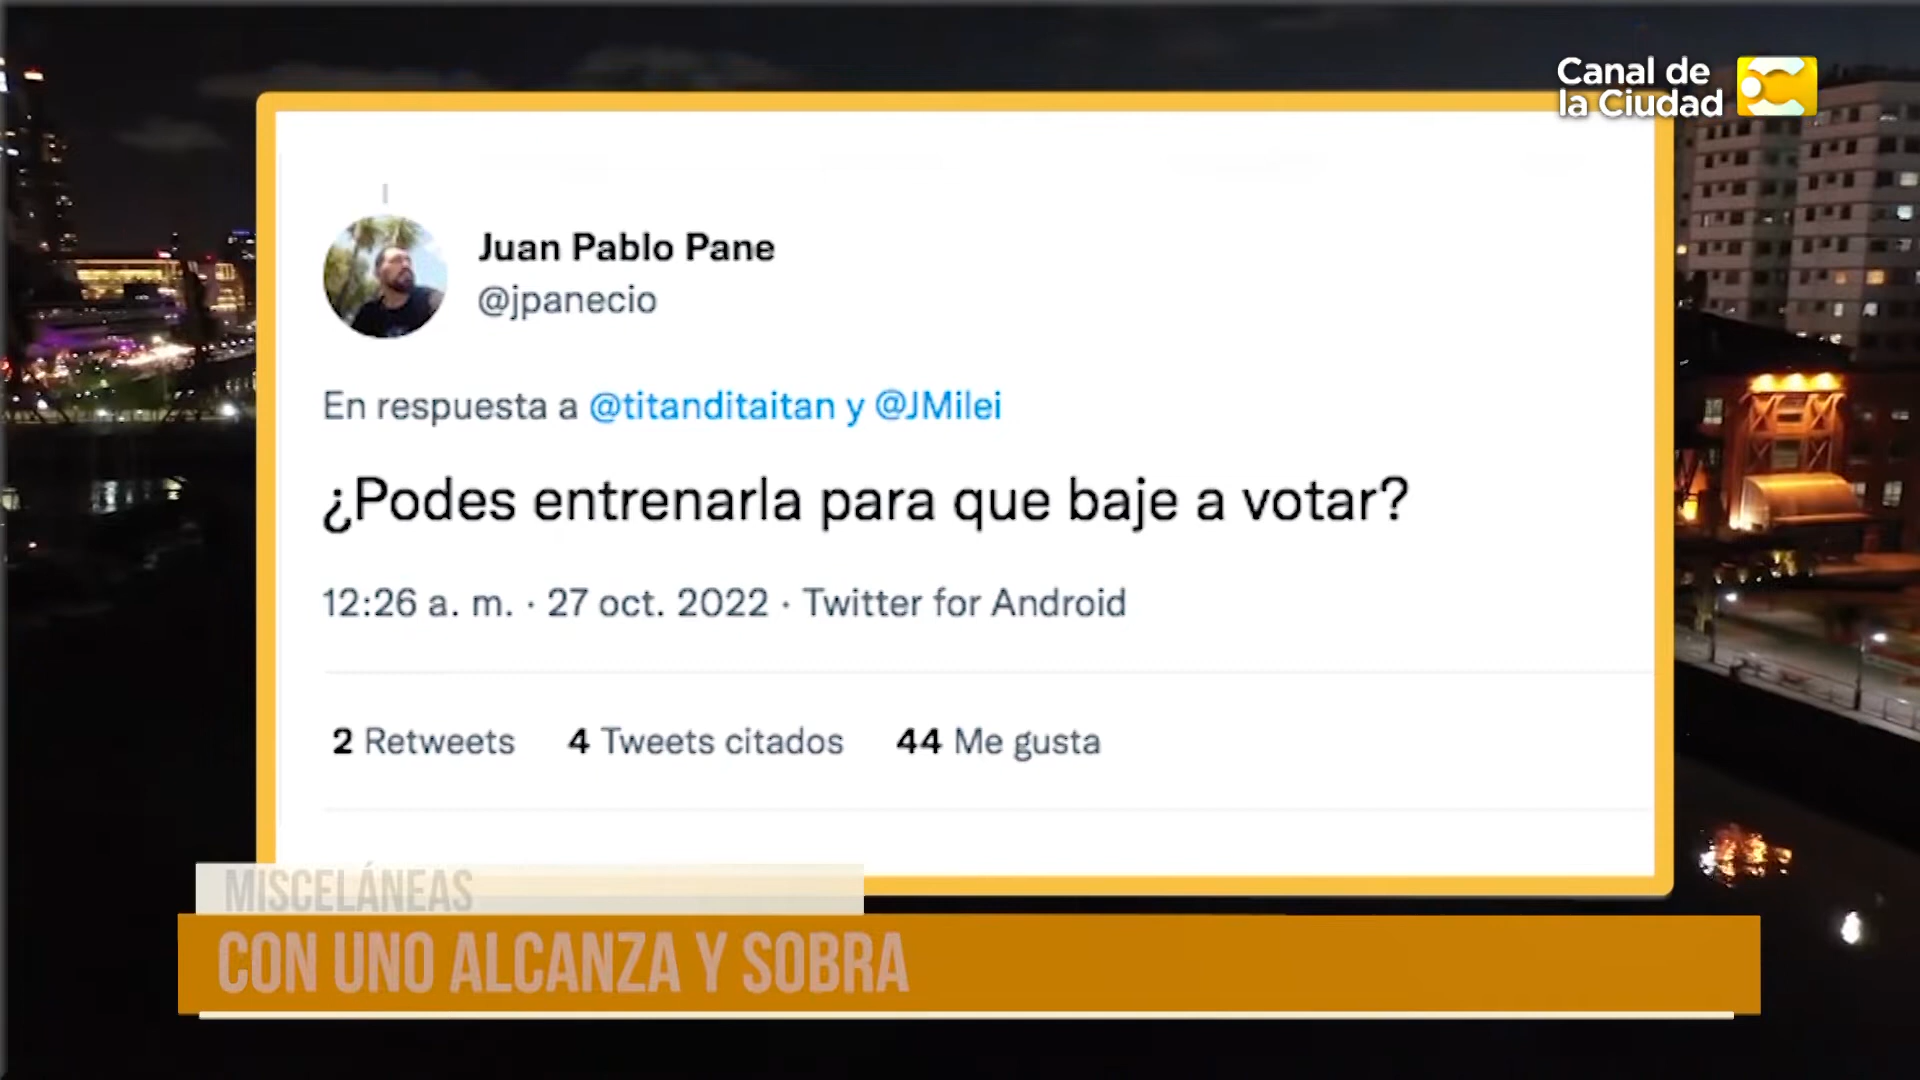 Canal de
la Ciudad
Juan Pablo Pane
@jpanecio
En respuesta a @titanditaitan y @JMilei
¿Podes entrenarla para que baje a votar?
12:26 a. m. · 27 oct. 2022 · Twitter for Android
2 Retweets 4 Tweets citados 44 Me gusta
MISCELÁNEAS
CON UNO ALCANZA Y SOBRA